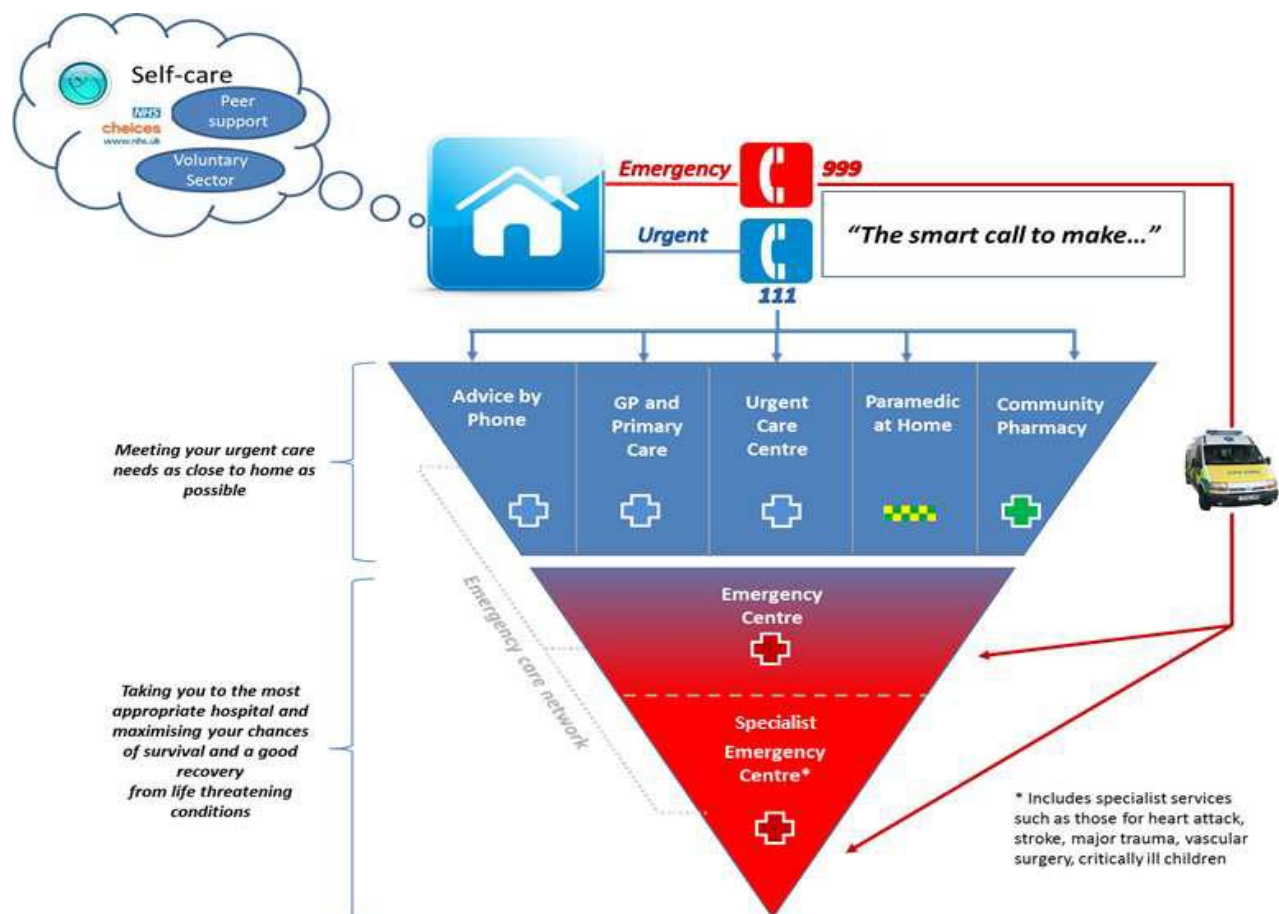 Self-care
Peer
support
NHS
choices
www.nhs.uk
Voluntary
Sector
Emergency
999
Urgent
111
“The smart call to make...”
Advice by
Phone
GP and
Primary
Care
Urgent
Care
Centre
Paramedic
at Home
Community
Pharmacy
Meeting your urgent care
needs as close to home as
possible
Emergency care network
Emergency
Centre
Taking you to the most
appropriate hospital and
maximising your chances
of survival and a good
recovery
from life threatening
conditions
Specialist
Emergency
Centre*
* Includes specialist services
such as those for heart attack,
stroke, major trauma, vascular
surgery, critically ill children